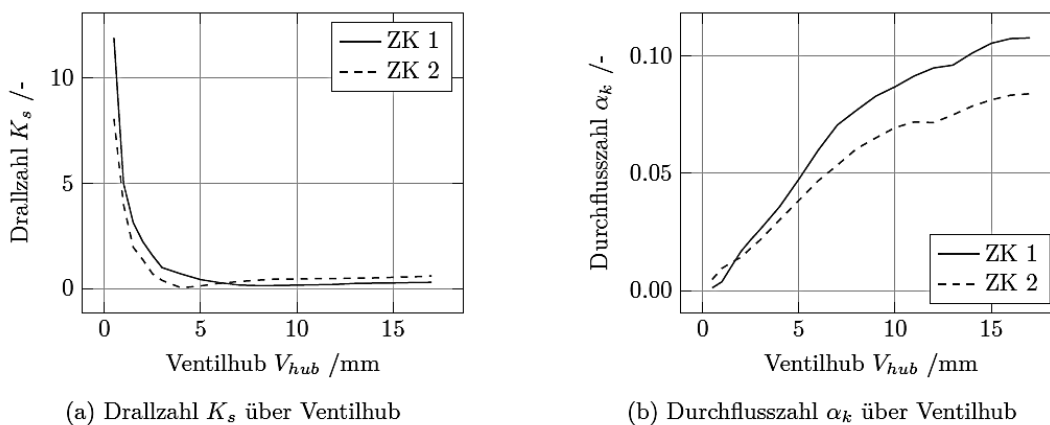 Drallzahl K_s /-
10
5
0
ZK 1
ZK 2
0 5 10 15
Ventilhub V_hub /mm
(a) Drallzahl K_s über Ventilhub
Durchflusszahl α_k /-
0.10
0.05
0.00
ZK 1
ZK 2
0 5 10 15
Ventilhub V_hub /mm
(b) Durchflusszahl α_k über Ventilhub